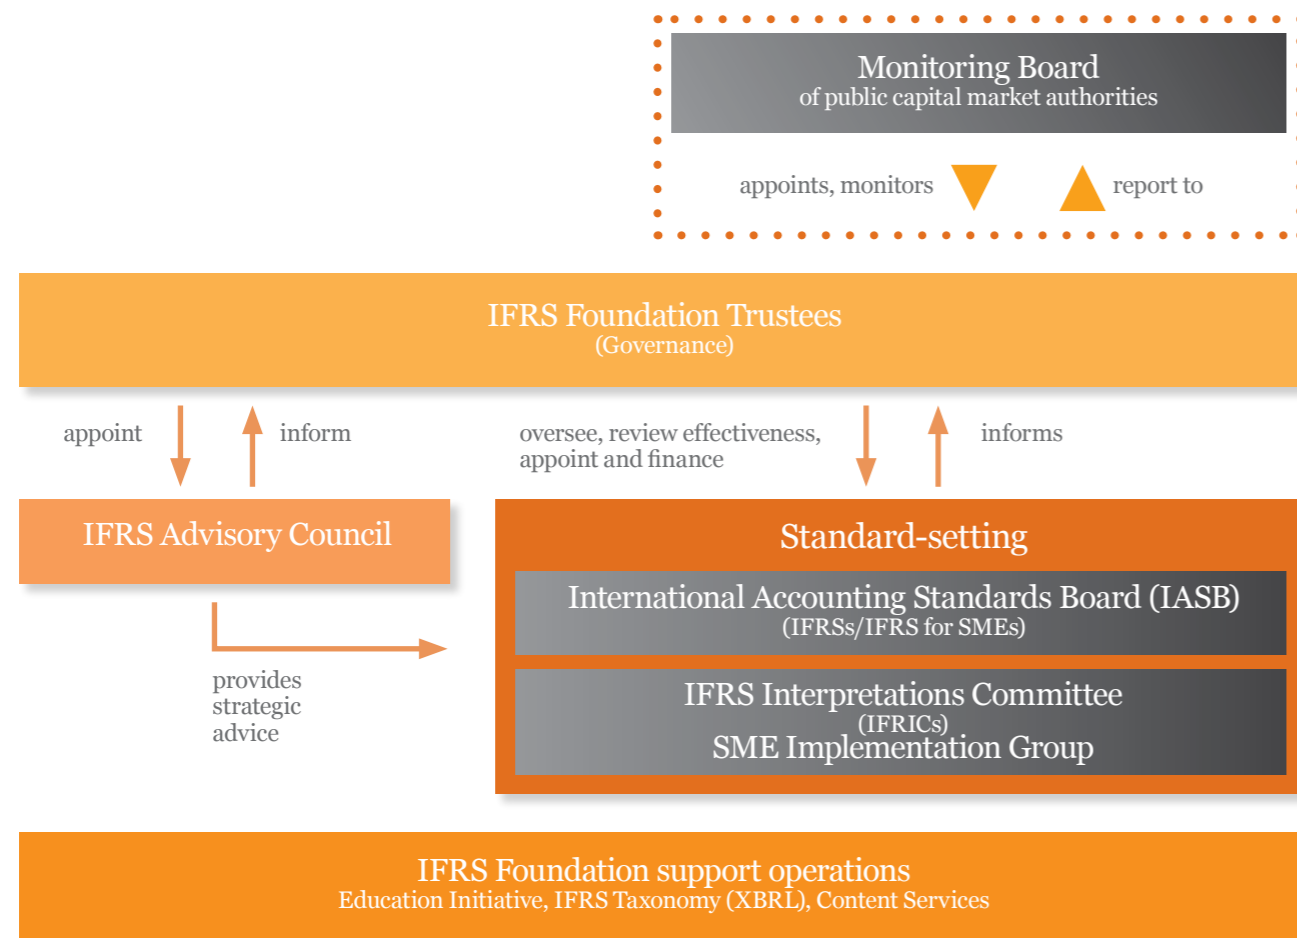 Monitoring Board
of public capital market authorities
appoints, monitors
report to
IFRS Foundation Trustees
(Governance)
appoint
inform
oversee, review effectiveness,
appoint and finance
informs
IFRS Advisory Council
Standard-setting
International Accounting Standards Board (IASB)
(IFRSs/IFRS for SMEs)
IFRS Interpretations Committee
(IFRICs)
SME Implementation Group
provides
strategic
advice
IFRS Foundation support operations
Education Initiative, IFRS Taxonomy (XBRL), Content Services